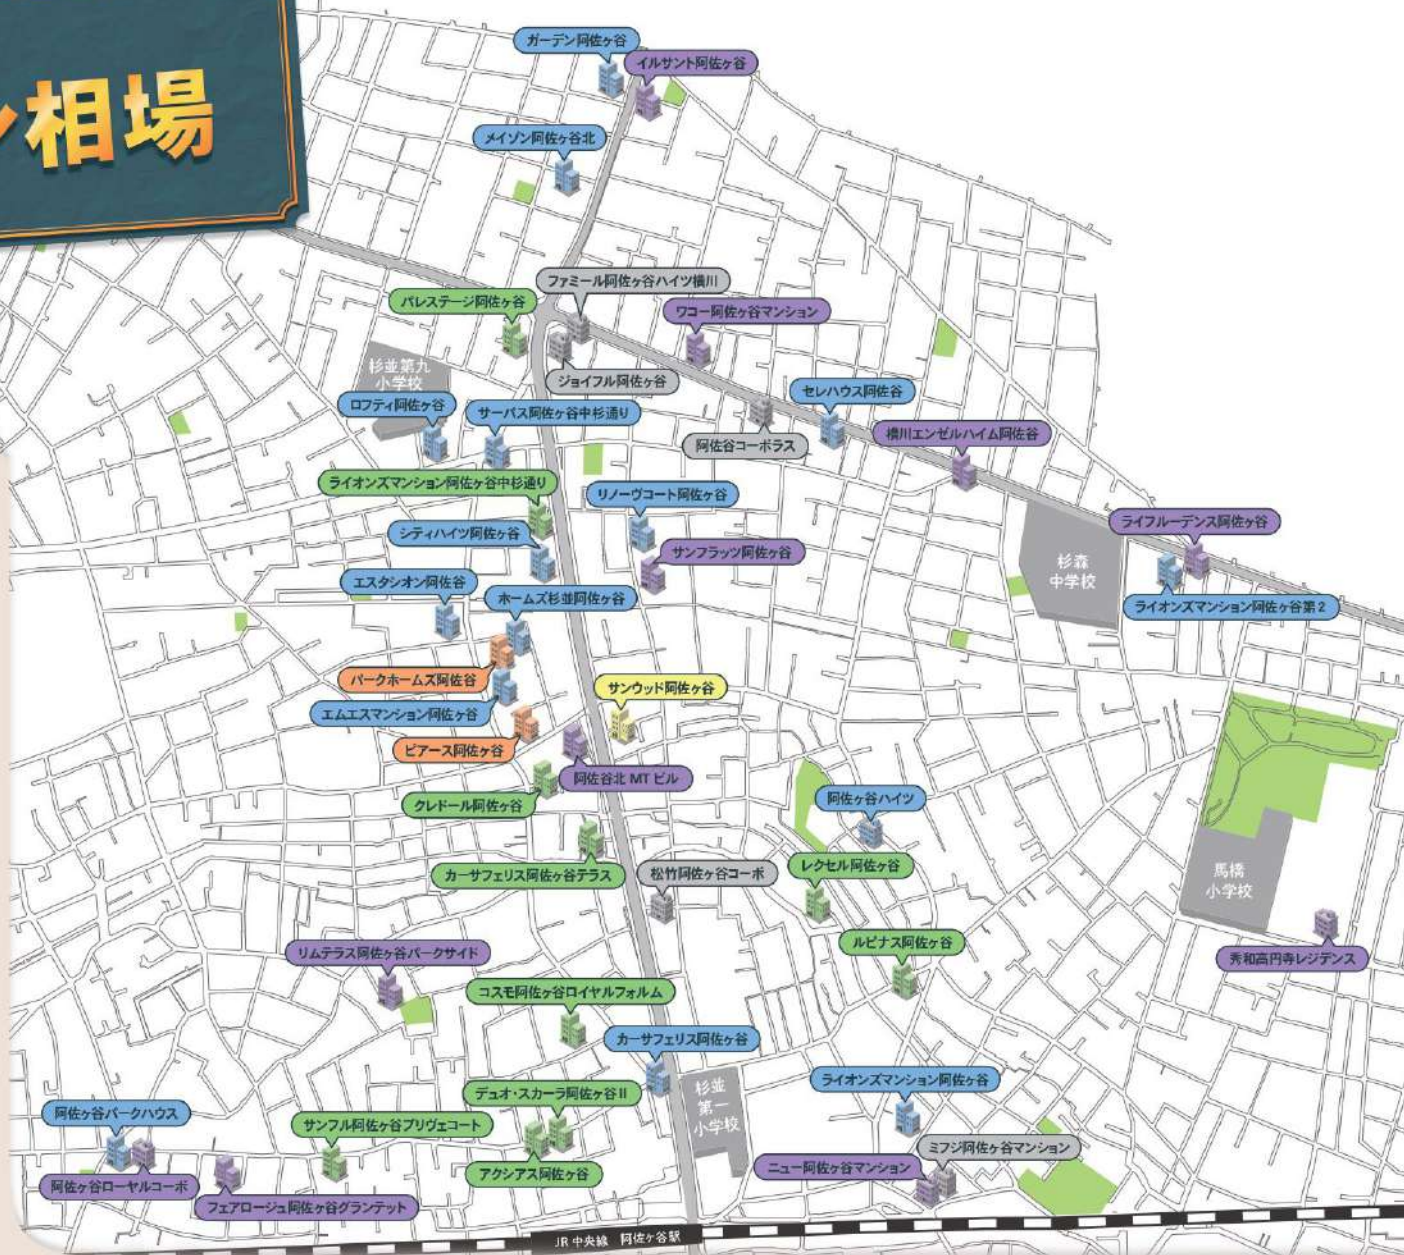 ン相場
ガーデン阿佐ヶ谷
イルサント阿佐ヶ谷
メイゾン阿佐ヶ谷北
ファミール阿佐ヶ谷ハイツ横川
パレステージ阿佐ヶ谷
ワコー阿佐ヶ谷マンション
杉並第九
小学校
ジョイフル阿佐ヶ谷
ロフティ阿佐ヶ谷
サーパス阿佐ヶ谷中杉通り
セレハウス阿佐谷
阿佐谷コーポラス
横川エンゼルハイム阿佐谷
ライオンズマンション阿佐ヶ谷中杉通り
リノーヴコート阿佐ヶ谷
シティハイツ阿佐ヶ谷
サンフラッツ阿佐ヶ谷
ライフルーデンス阿佐ヶ谷
杉森
中学校
エスタシオン阿佐谷
ホームズ杉並阿佐ヶ谷
ライオンズマンション阿佐ヶ谷第2
パークホームズ阿佐谷
サンウッド阿佐ヶ谷
エムエスマンション阿佐ヶ谷
ピアース阿佐ヶ谷
阿佐谷北 MT ビル
クレドール阿佐ヶ谷
阿佐ヶ谷ハイツ
カーサフェリス阿佐ヶ谷テラス
松竹阿佐ヶ谷コーポ
レクセル阿佐ヶ谷
馬橋
小学校
ルピナス阿佐ヶ谷
リムテラス阿佐ヶ谷パークサイド
秀和高円寺レジデンス
コスモ阿佐ヶ谷ロイヤルフォルム
カーサフェリス阿佐ヶ谷
デュオ・スカーラ阿佐ヶ谷II
杉並
第一
小学校
ライオンズマンション阿佐ヶ谷
阿佐ヶ谷パークハウス
サンフル阿佐ヶ谷プリヴェコート
ミフジ阿佐ヶ谷マンション
アクシアス阿佐ヶ谷
ニュー阿佐ヶ谷マンション
阿佐ヶ谷ローヤルコーポ
フェアロージュ阿佐ヶ谷グランテット
JR中央線 阿佐ケ谷駅